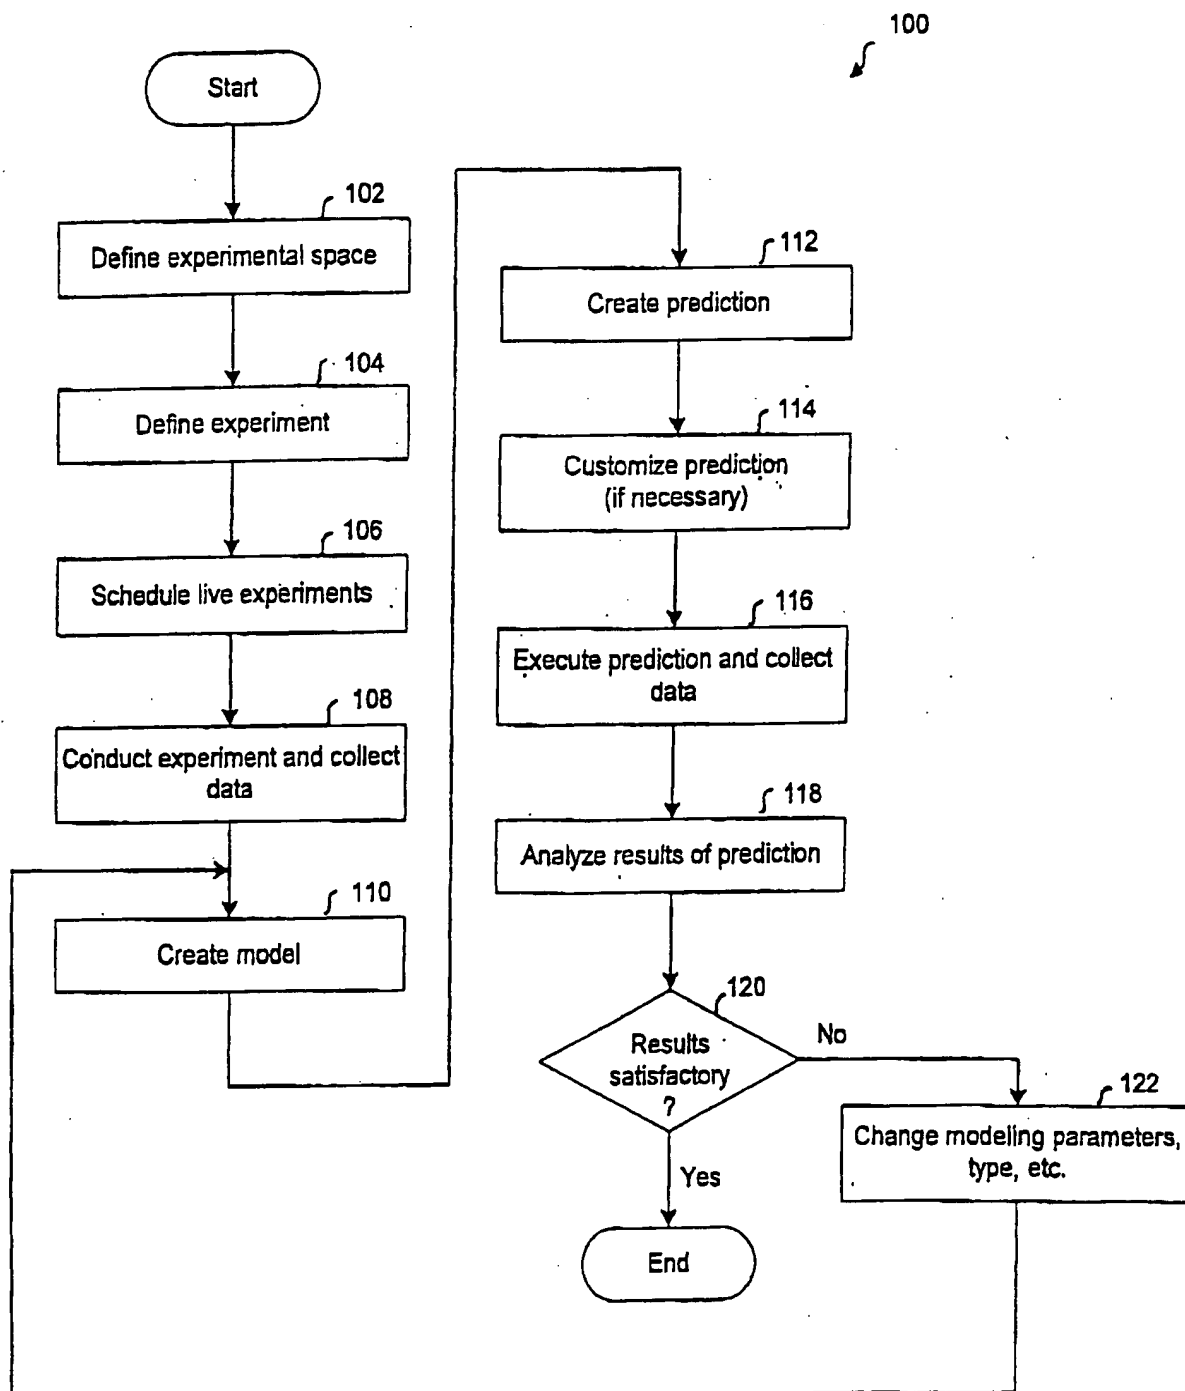 100
Start
102
Define experimental space
104
Define experiment
106
Schedule live experiments
108
Conduct experiment and collect
data
110
Create model
112
Create prediction
114
Customize prediction
(if necessary)
116
Execute prediction and collect
data
118
Analyze results of prediction
120
Results
satisfactory
?
No
Yes
122
Change modeling parameters,
type, etc.
End